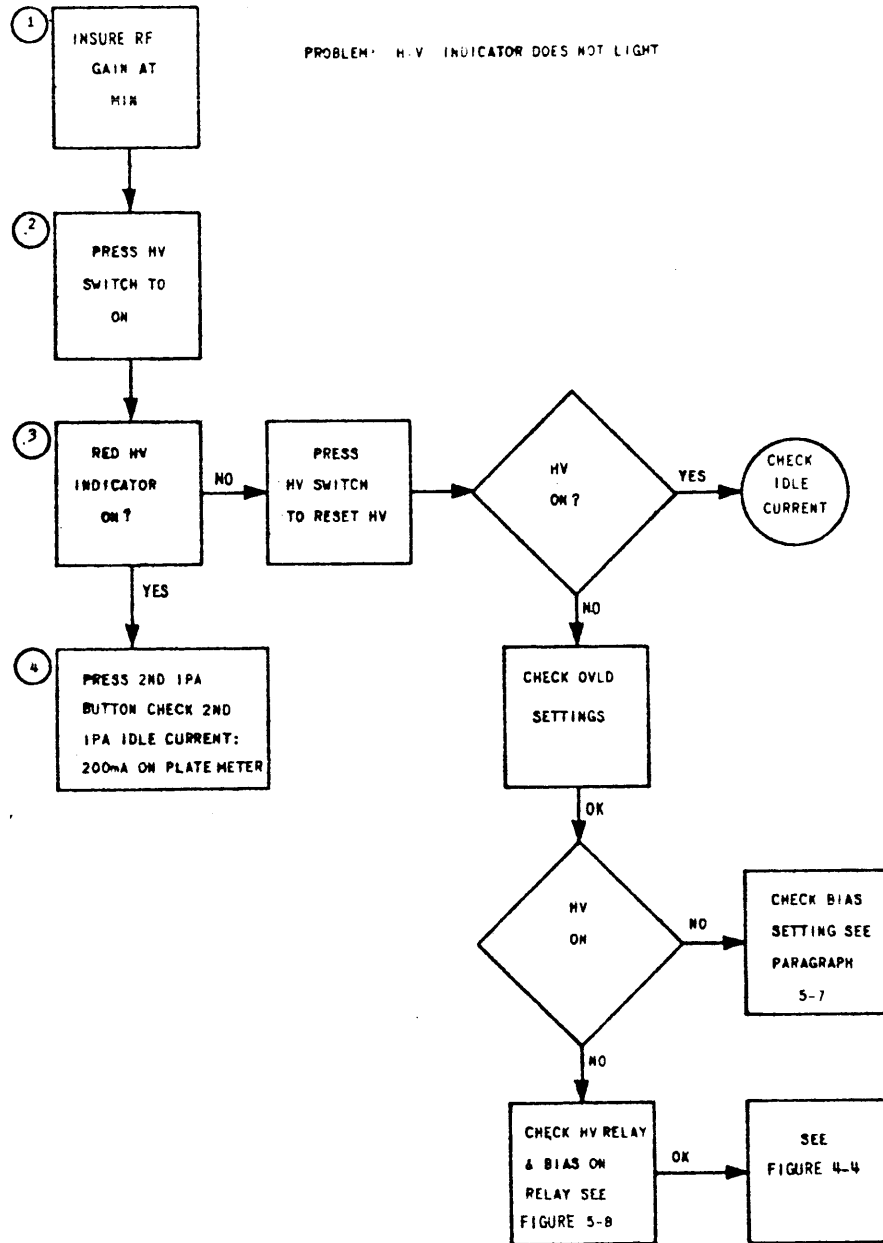 PROBLEM: H.V INDICATOR DOES NOT LIGHT
1
INSURE RF
GAIN AT
MIN
2
PRESS HV
SWITCH TO
ON
3
RED HV
INDICATOR
ON?
NO
PRESS
HV SWITCH
TO RESET HV
HV
ON?
YES
CHECK
IDLE
CURRENT
YES
NO
4
PRESS 2ND IPA
BUTTON CHECK 2ND
IPA IDLE CURRENT:
200mA ON PLATE METER
CHECK OVLD
SETTINGS
OK
HV
ON
NO
CHECK BIAS
SETTING SEE
PARAGRAPH
5-7
NO
CHECK HV RELAY
& BIAS ON
RELAY SEE
FIGURE 5-8
OK
SEE
FIGURE 4-4